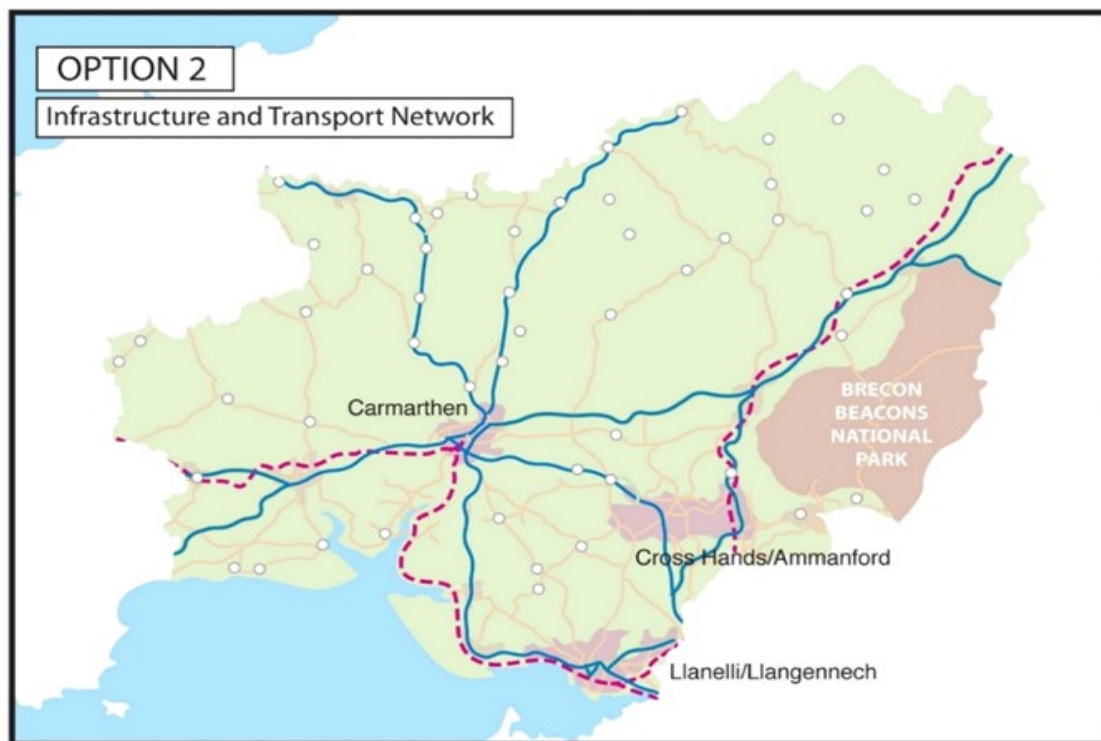 OPTION 2
Infrastructure and Transport Network
Carmarthen
BRECON
BEACONS
NATIONAL
PARK
Cross Hands/Ammanford
Llanelli/Llangennech